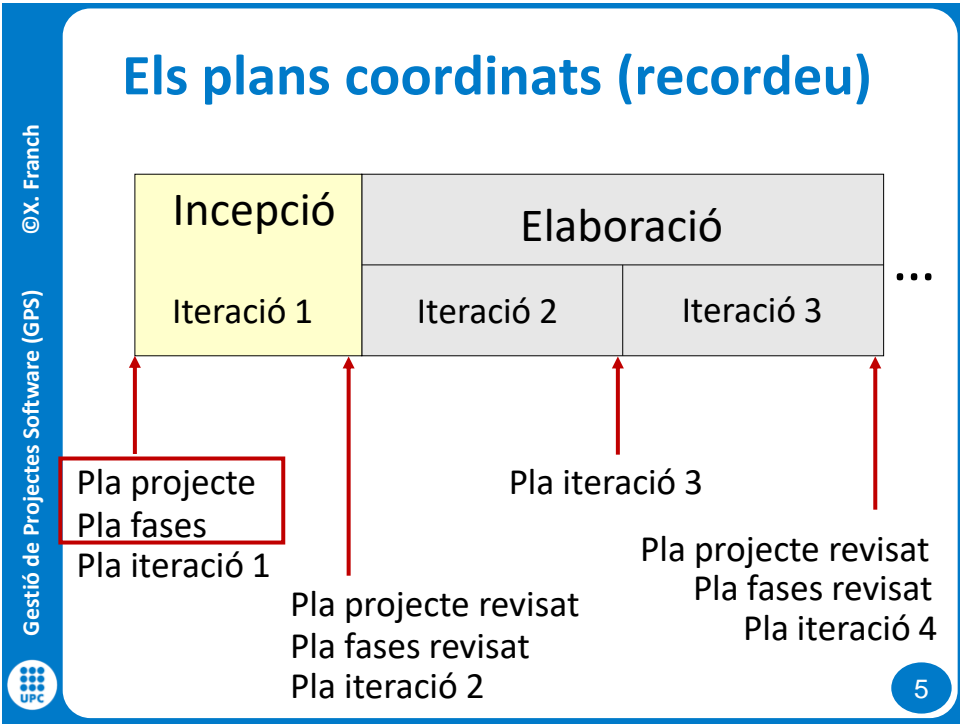 Els plans coordinats (recordeu)
Gestió de Projectes Software (GPS) ©X. Franch
Incepció
Elaboració
Iteració 1
Iteració 2
Iteració 3
...
Pla projecte
Pla fases
Pla iteració 1
Pla projecte revisat
Pla fases revisat
Pla iteració 2
Pla iteració 3
Pla projecte revisat
Pla fases revisat
Pla iteració 4
UPC
5